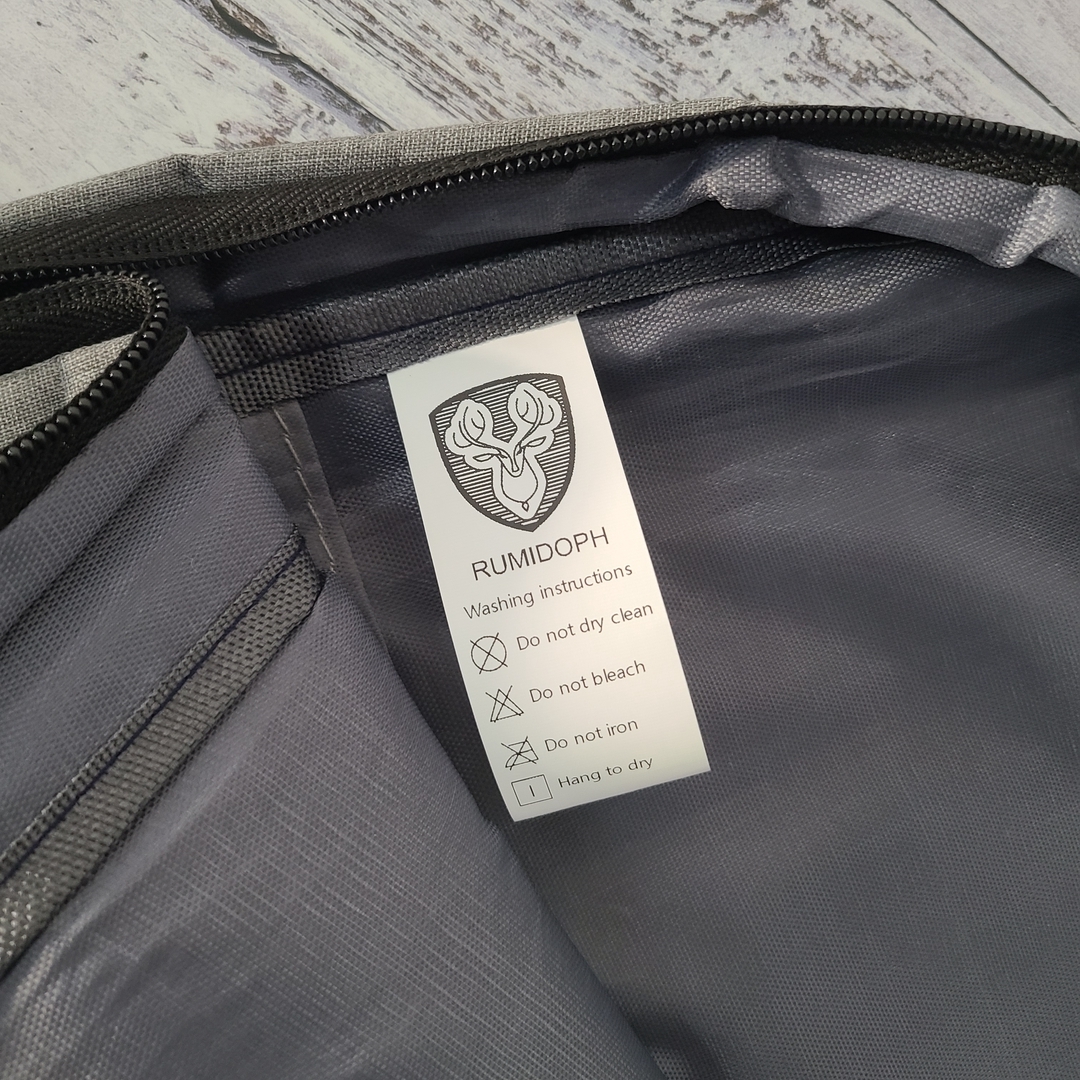 RUMIDOPH
Washing instructions
Do not dry clean
Do not bleach
Do not iron
Hang to dry